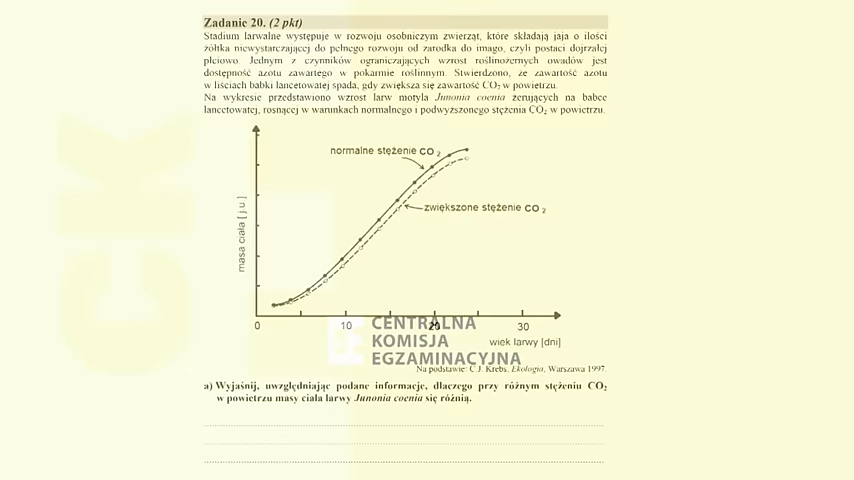 Zadanie 20. (2 pkt)
Stadium larwalne występuje w rozwoju osobniczym zwierząt, które składają jaja o ilości
żółtka niewystarczającej do pełnego rozwoju od zarodka do imago, czyli postaci dojrzałej
płciowo. Jednym z czynników ograniczających wzrost roślinożernych owadów jest
dostępność azotu zawartego w pokarmie roślinnym. Stwierdzono, że zawartość azotu
w liściach babki lancetowatej spada, gdy zwiększa się zawartość CO₂ w powietrzu.
Na wykresie przedstawiono wzrost larw motyla Junonia coenia żerujących na babce
lancetowatej, rosnącej w warunkach normalnego i podwyższonego stężenia CO₂ w powietrzu.
normalne stężenie CO₂
zwiększone stężenie CO₂
masa ciała [j.u.]
0 10 20 30
wiek larwy [dni]
CENTRALNA
KOMISJA
EGZAMINACYJNA
Na podstawie: C.J. Krebs, Ekologia, Warszawa 1997.
a) Wyjaśnij, uwzględniając podane informacje, dlaczego przy różnym stężeniu CO₂
w powietrzu masy ciała larwy Junonia coenia się różnią.
CK